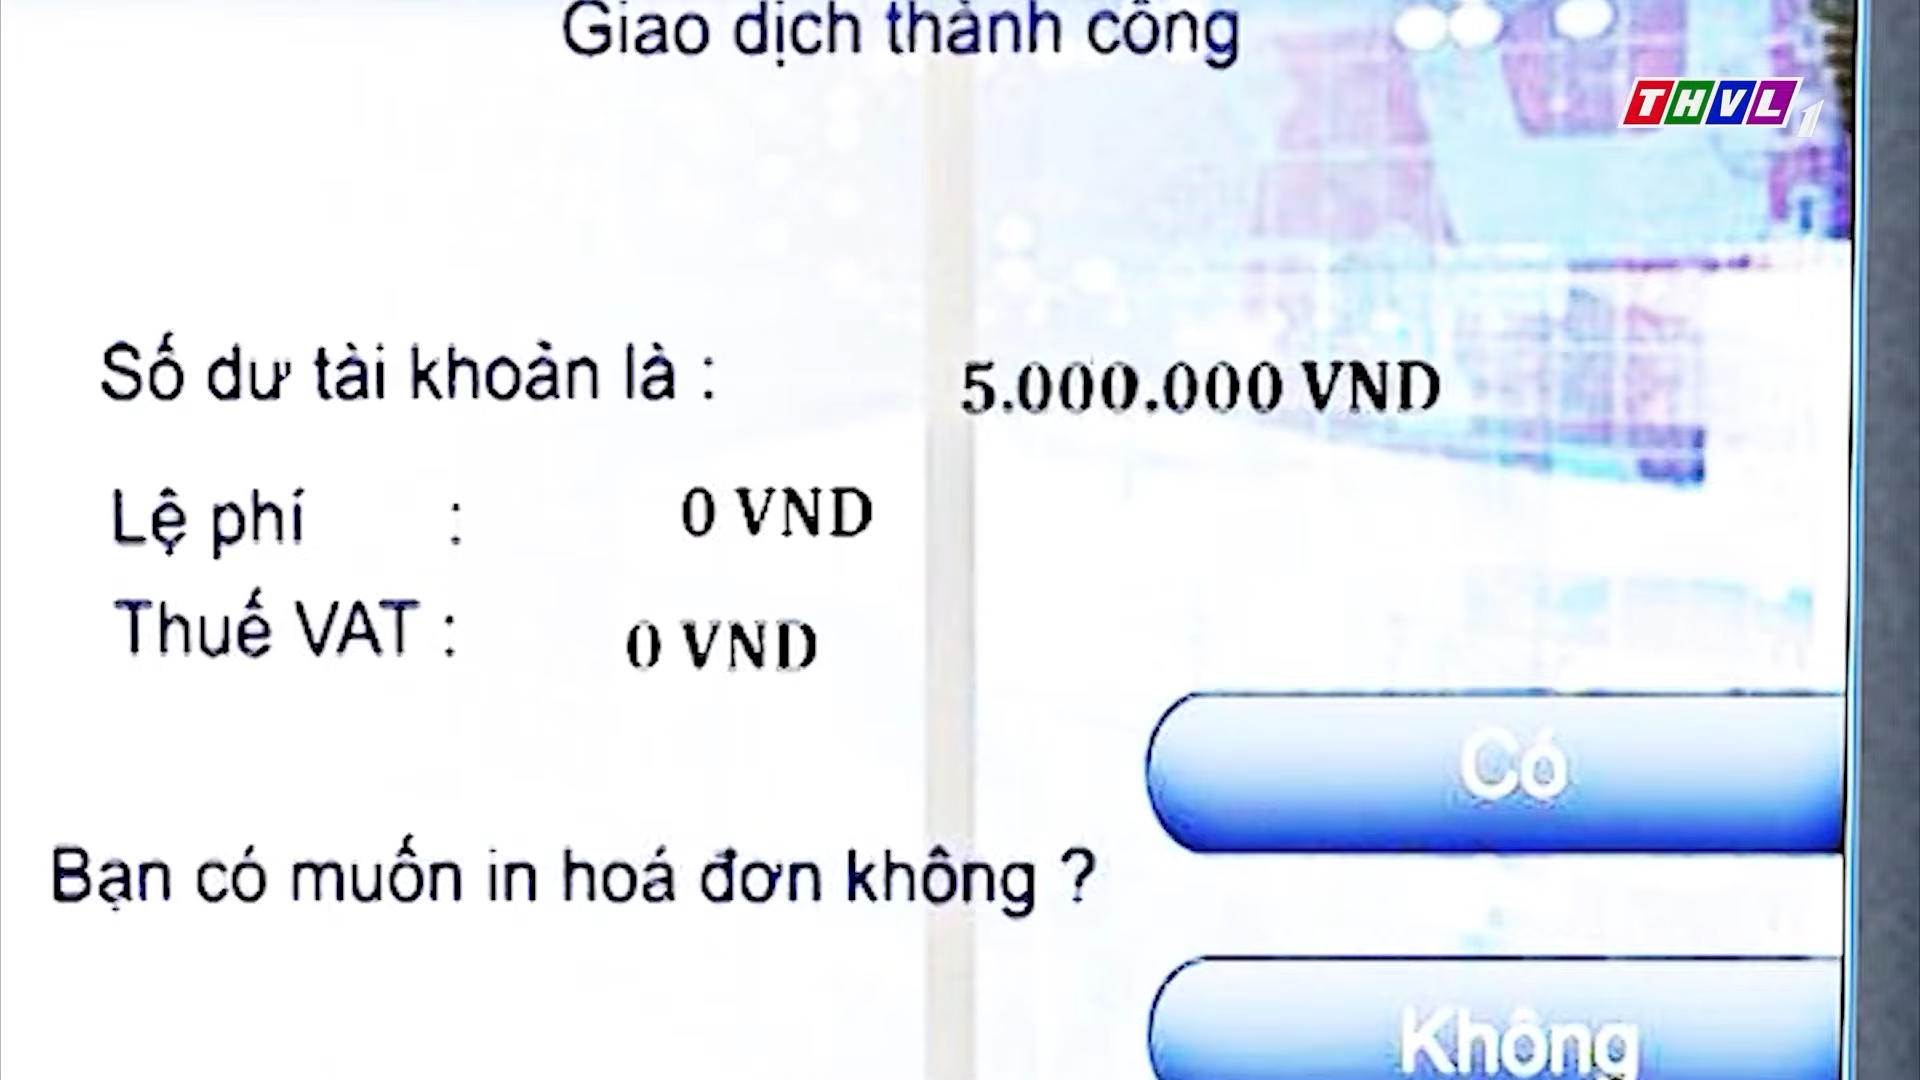 Giao dịch thành công
THVL1
Số dư tài khoản là : 5.000.000 VND
Lệ phí : 0 VND
Thuế VAT : 0 VND
Có
Bạn có muốn in hoá đơn không ?
Không